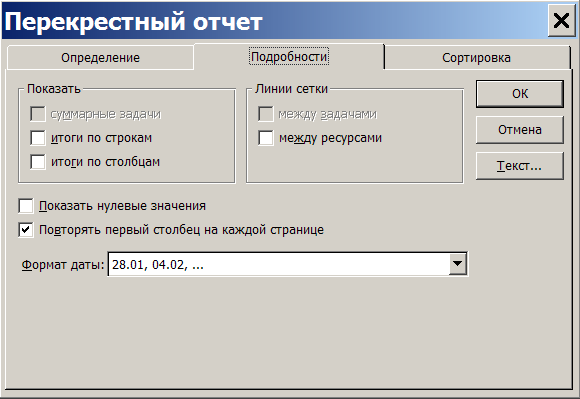 Перекрестный отчет
Определение
Подробности
Сортировка
Показать
суммарные задачи
итоги по строкам
итоги по столбцам
Линии сетки
между задачами
между ресурсами
ОК
Отмена
Текст...
Показать нулевые значения
Повторять первый столбец на каждой странице
Формат даты: 28.01, 04.02, ...